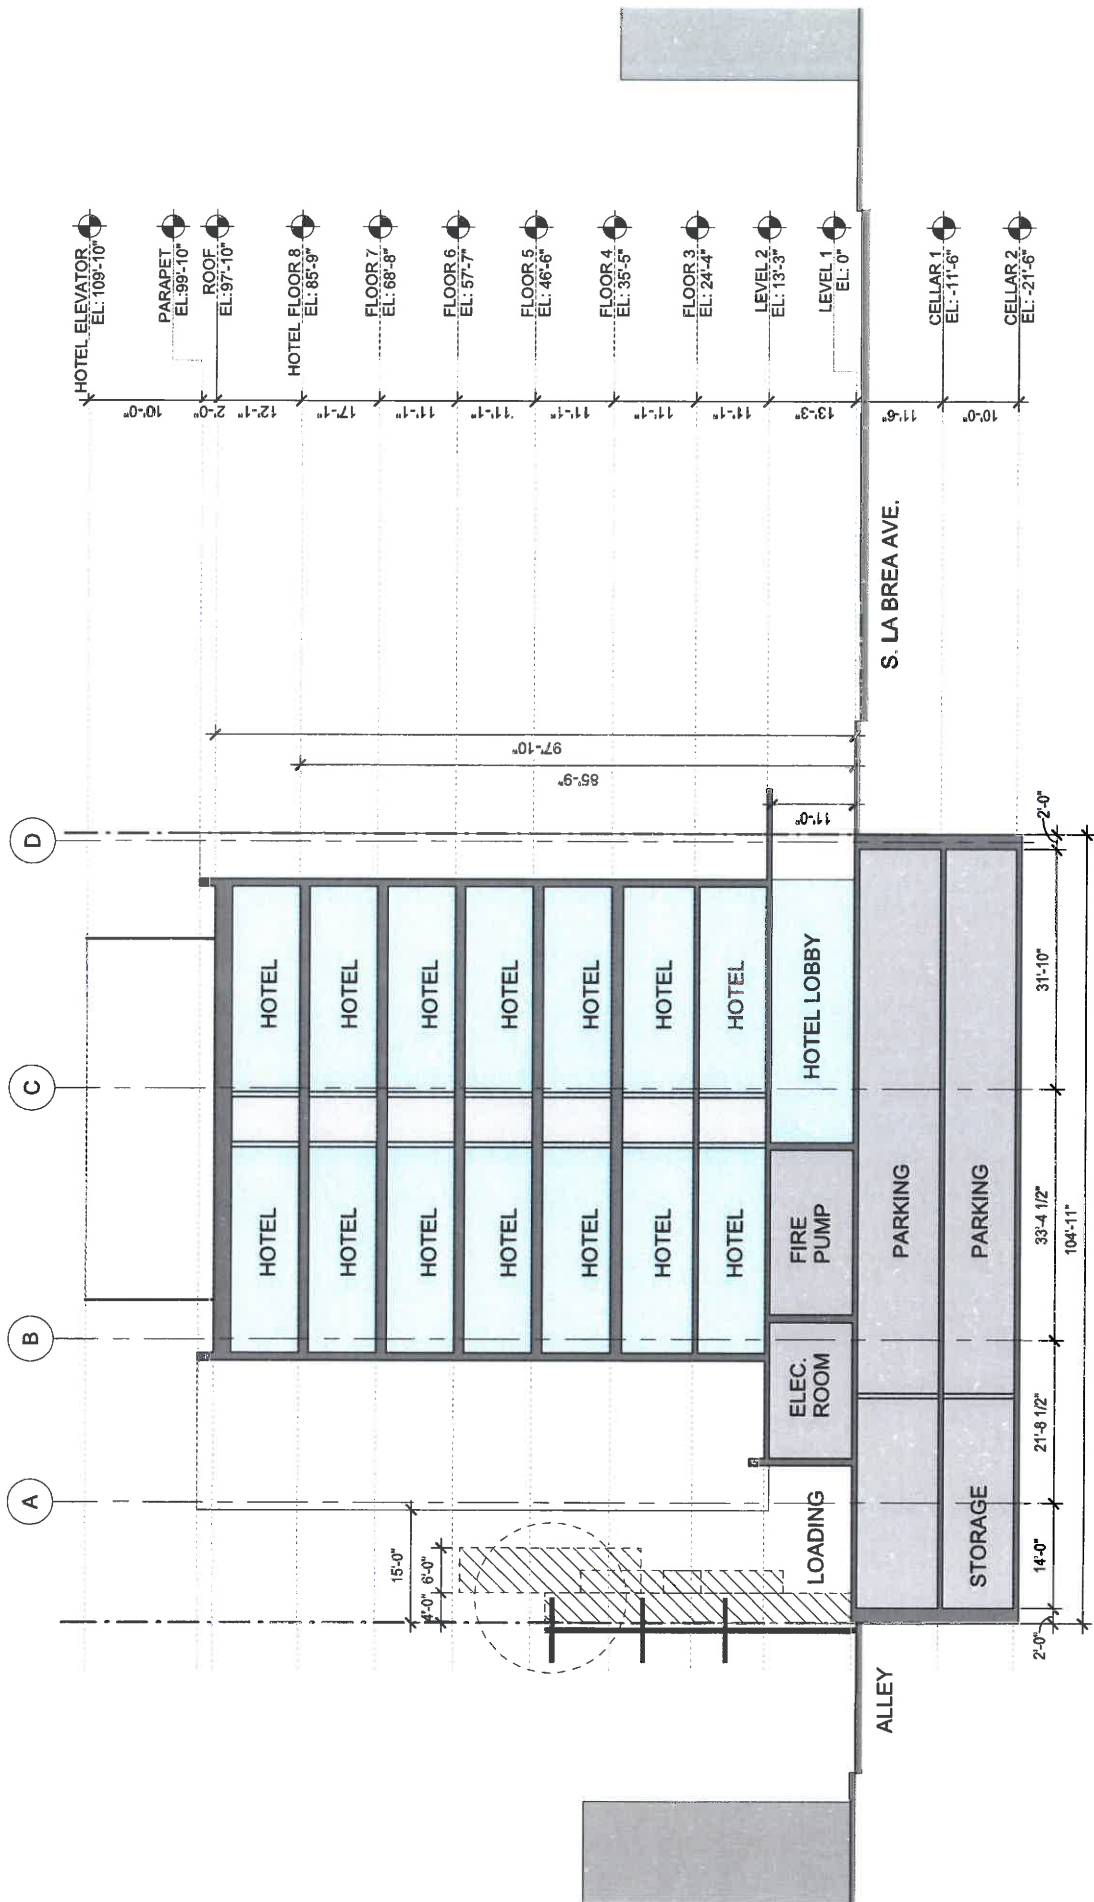 A
B
C
D
HOTEL ELEVATOR
EL: 109'-10"
PARAPET
EL:99'-10"
ROOF
EL:97'-10"
HOTEL FLOOR 8
EL: 85'-9"
FLOOR 7
EL: 68'-8"
FLOOR 6
EL: 57'-7"
FLOOR 5
EL: 46'-6"
FLOOR 4
EL: 35'-5"
FLOOR 3
EL: 24'-4"
LEVEL 2
EL: 13'-3"
LEVEL 1
EL: 0"
CELLAR 1
EL: -11'-6"
CELLAR 2
EL: -21'-6"
10'-0"
2'-0"
12'-1"
17'-1"
11'-1"
11'-1"
11'-1"
11'-1"
11'-1"
13'-3"
11'-6"
10'-0"
97'-10"
85'-9"
11'-0"
15'-0"
4'-0"
6'-0"
HOTEL
HOTEL
HOTEL
HOTEL
HOTEL
HOTEL
HOTEL
HOTEL
HOTEL
HOTEL
HOTEL
HOTEL
HOTEL
HOTEL
LOADING
ELEC.
ROOM
FIRE
PUMP
HOTEL LOBBY
ALLEY
S. LA BREA AVE.
PARKING
STORAGE
PARKING
2'-0"
14'-0"
21'-8 1/2"
33'-4 1/2"
31'-10"
2'-0"
104'-11"